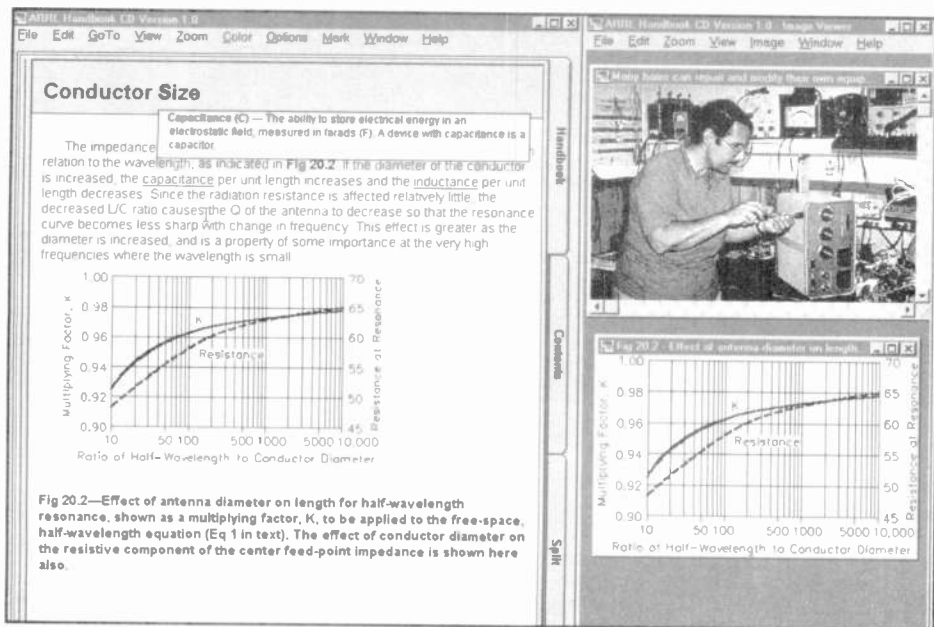 ARRL Handbook CD Version 1.0
File Edit GoTo View Zoom Color Options Mark Window Help
Conductor Size
Capacitance (C) — The ability to store electrical energy in an
electrostatic field, measured in farads (F). A device with capacitance is a
capacitor.
The impedance
relation to the wavelength, as indicated in Fig 20.2. If the diameter of the conductor
is increased, the capacitance per unit length increases and the inductance per unit
length decreases. Since the radiation resistance is affected relatively little, the
decreased L/C ratio causes the Q of the antenna to decrease so that the resonance
curve becomes less sharp with change in frequency. This effect is greater as the
diameter is increased, and is a property of some importance at the very high
frequencies where the wavelength is small
Multiplying Factor, K
1.00
0.98
0.96
0.94
0.92
0.90
K
Resistance
70
65
60
55
50
45
Resistance at Resonance
10 50 100 500 1000 5000 10,000
Ratio of Half-Wavelength to Conductor Diameter
Fig 20.2—Effect of antenna diameter on length for half-wavelength
resonance, shown as a multiplying factor, K, to be applied to the free-space,
half-wavelength equation (Eq 1 in text). The effect of conductor diameter on
the resistive component of the center feed-point impedance is shown here
also.
Handbook
Contents
Split
ARRL Handbook CD Version 1.0 - Image Viewer
File Edit Zoom View Image Window Help
Many hams can repair and modify their own equip...
Fig 20.2 - Effect of antenna diameter on length...
Multiplying Factor, K
1.00
0.98
0.96
0.94
0.92
0.90
K
Resistance
70
65
60
55
50
45
Resistance at Resonance
10 50 100 500 1000 5000 10,000
Ratio of Half-Wavelength to Conductor Diameter